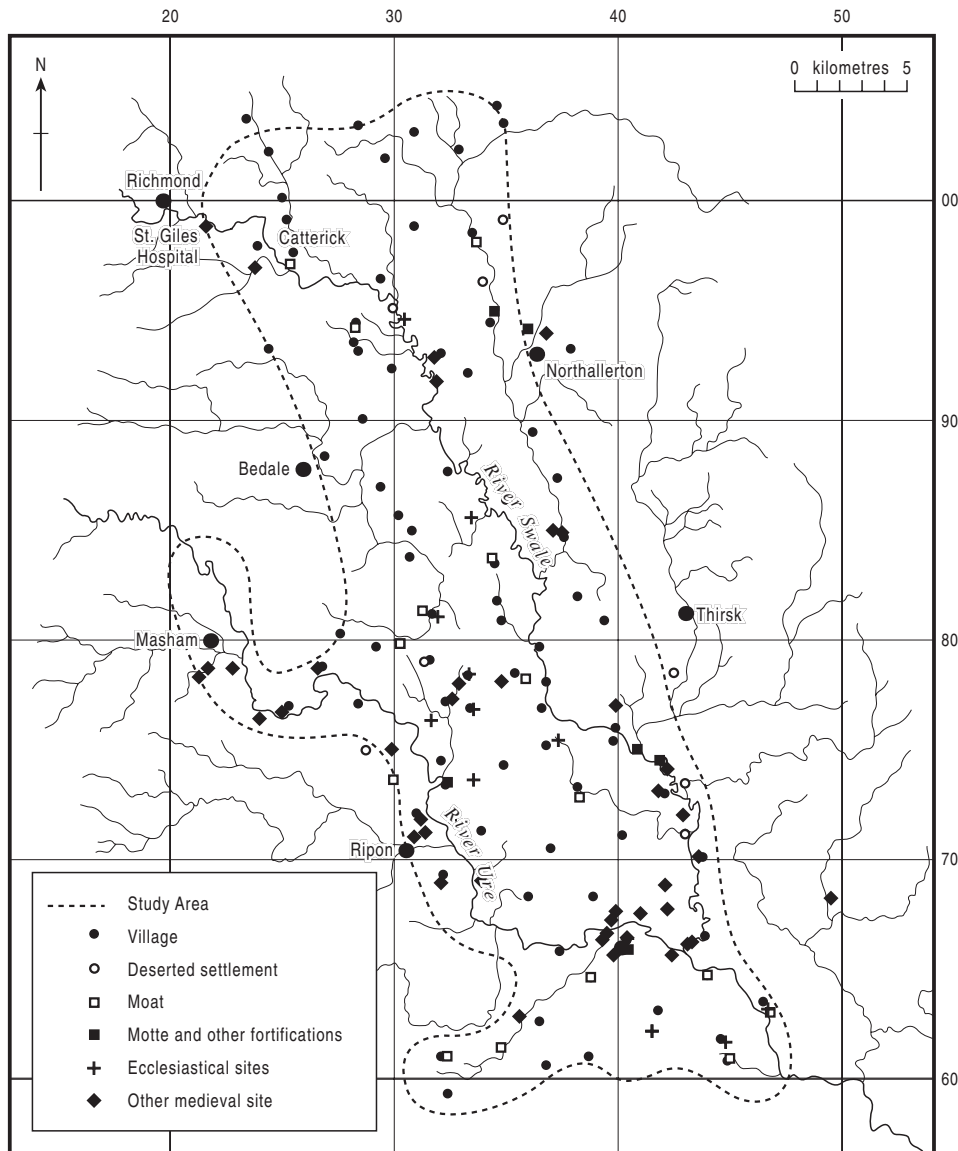 20 30 40 50
N
0 kilometres 5
Richmond
00
St. Giles
Hospital
Catterick
Northallerton
90
Bedale
River Swale
Thirsk
Masham
80
River Ure
Ripon
70
Study Area
Village
Deserted settlement
Moat
Motte and other fortifications
Ecclesiastical sites
Other medieval site
60